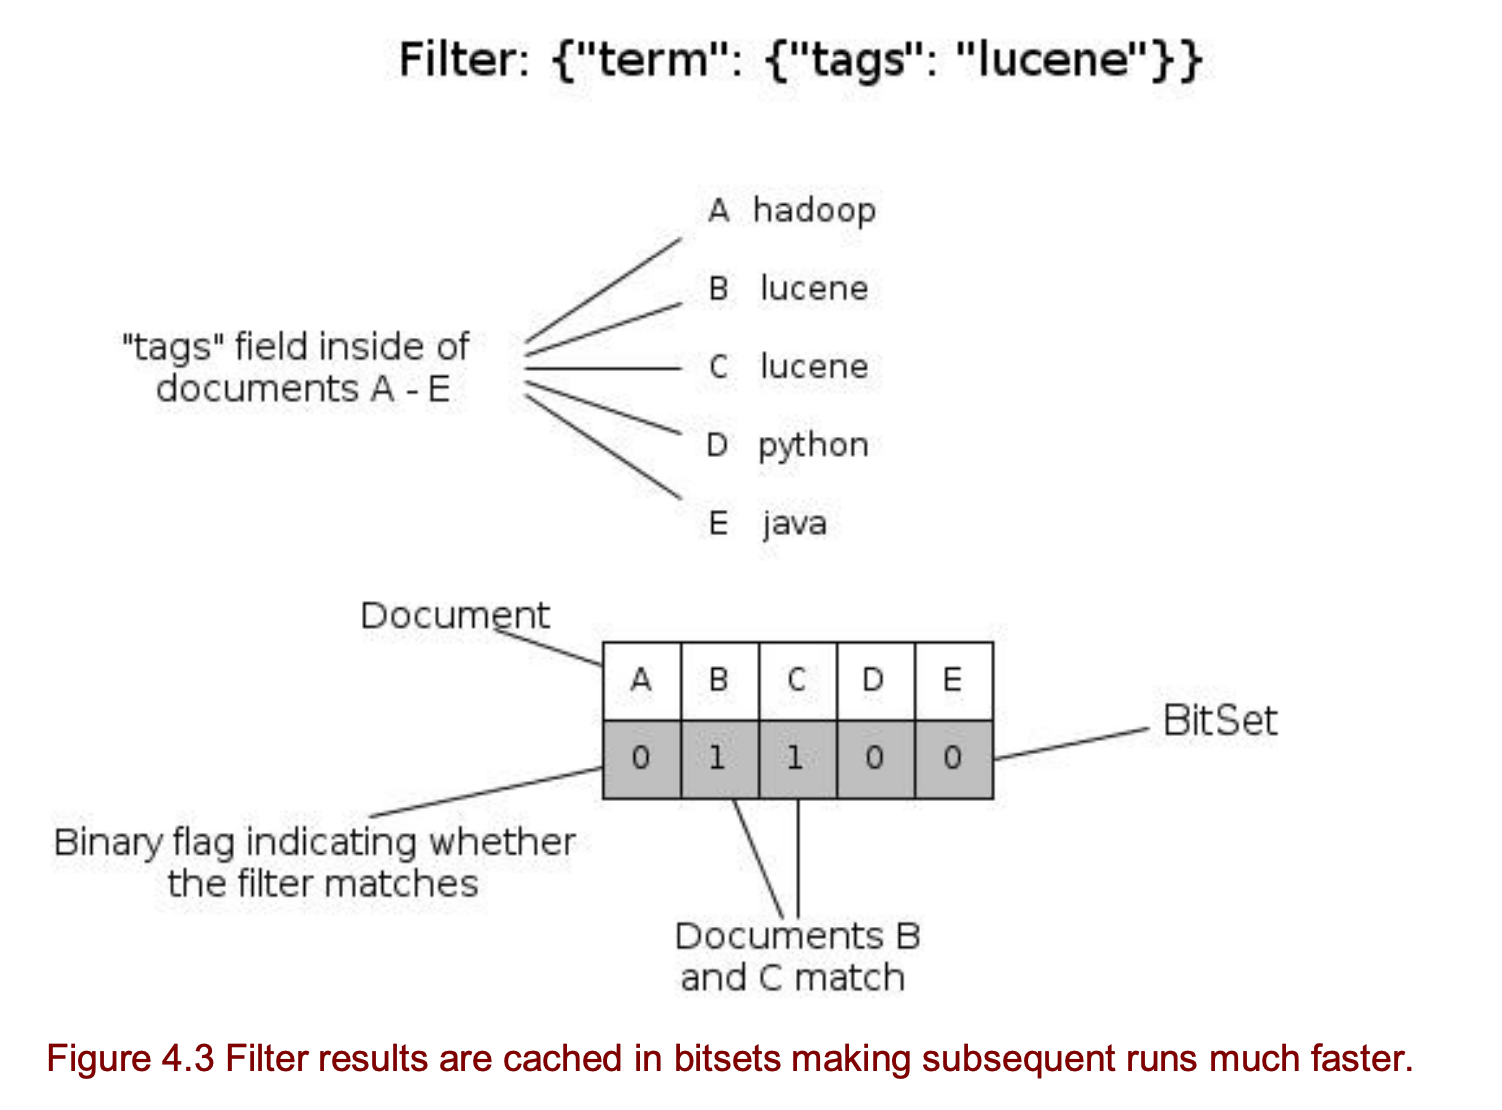 Filter: {"term": {"tags": "lucene"}}
A hadoop
B lucene
"tags" field inside of
documents A - E
C lucene
D python
E java
Document
A B C D E
BitSet
0 1 1 0 0
Binary flag indicating whether
the filter matches
Documents B
and C match
Figure 4.3 Filter results are cached in bitsets making subsequent runs much faster.